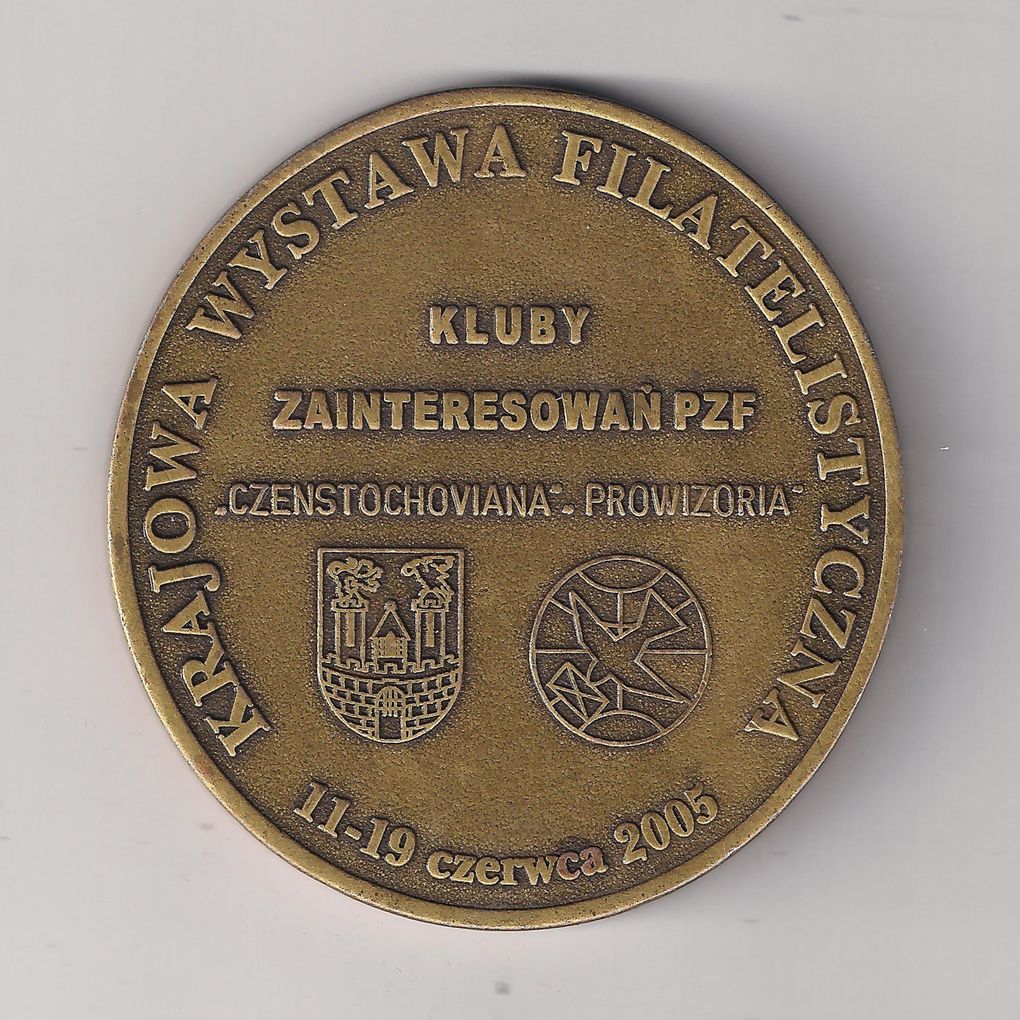 KRAJOWA WYSTAWA FILATELISTYCZNA
KLUBY
ZAINTERESOWAŃ PZF
„CZENSTOCHOVIANA”„PROWIZORIA”
11-19 czerwca 2005